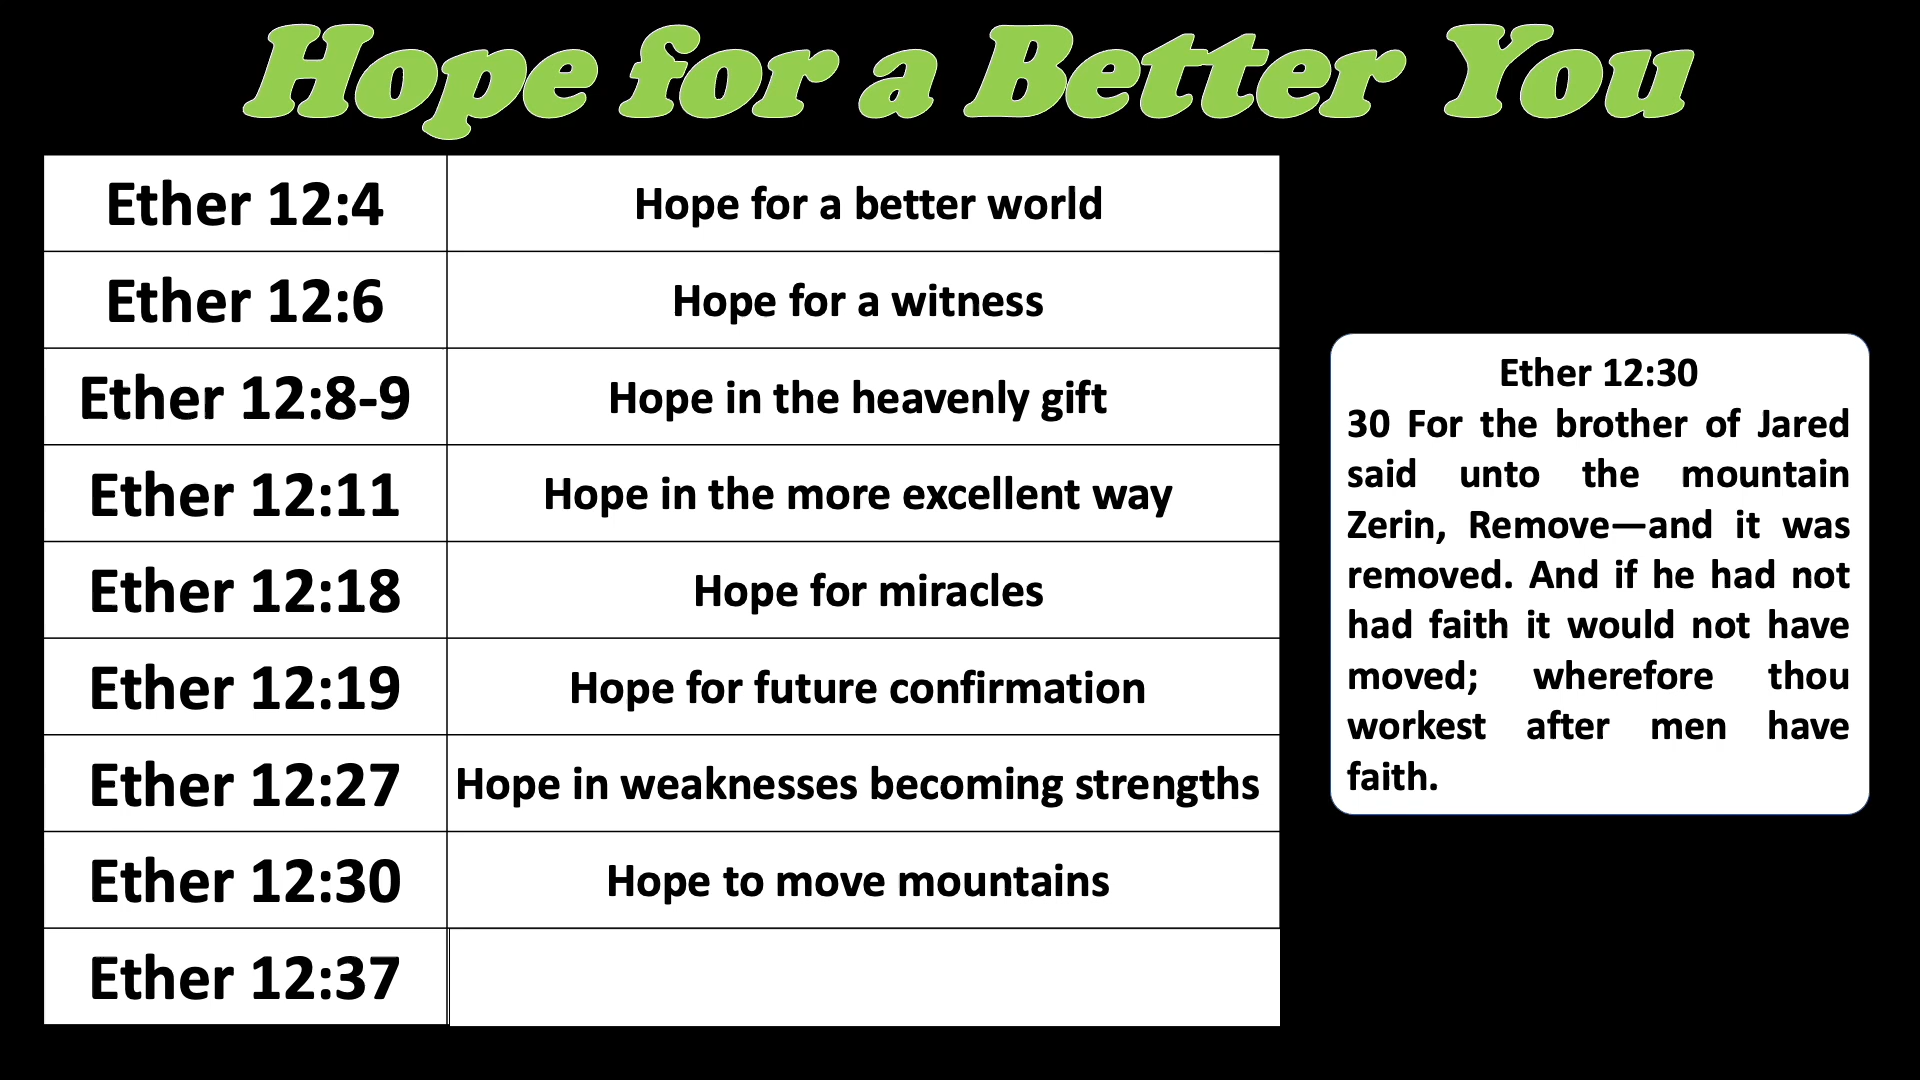 Hope for a Better You
Ether 12:4
Hope for a better world
Ether 12:6
Hope for a witness
Ether 12:8-9
Hope in the heavenly gift
Ether 12:11
Hope in the more excellent way
Ether 12:18
Hope for miracles
Ether 12:19
Hope for future confirmation
Ether 12:27
Hope in weaknesses becoming strengths
Ether 12:30
Hope to move mountains
Ether 12:37
Ether 12:30
30 For the brother of Jared
said unto the mountain
Zerin, Remove—and it was
removed. And if he had not
had faith it would not have
moved; wherefore thou
workest after men have
faith.